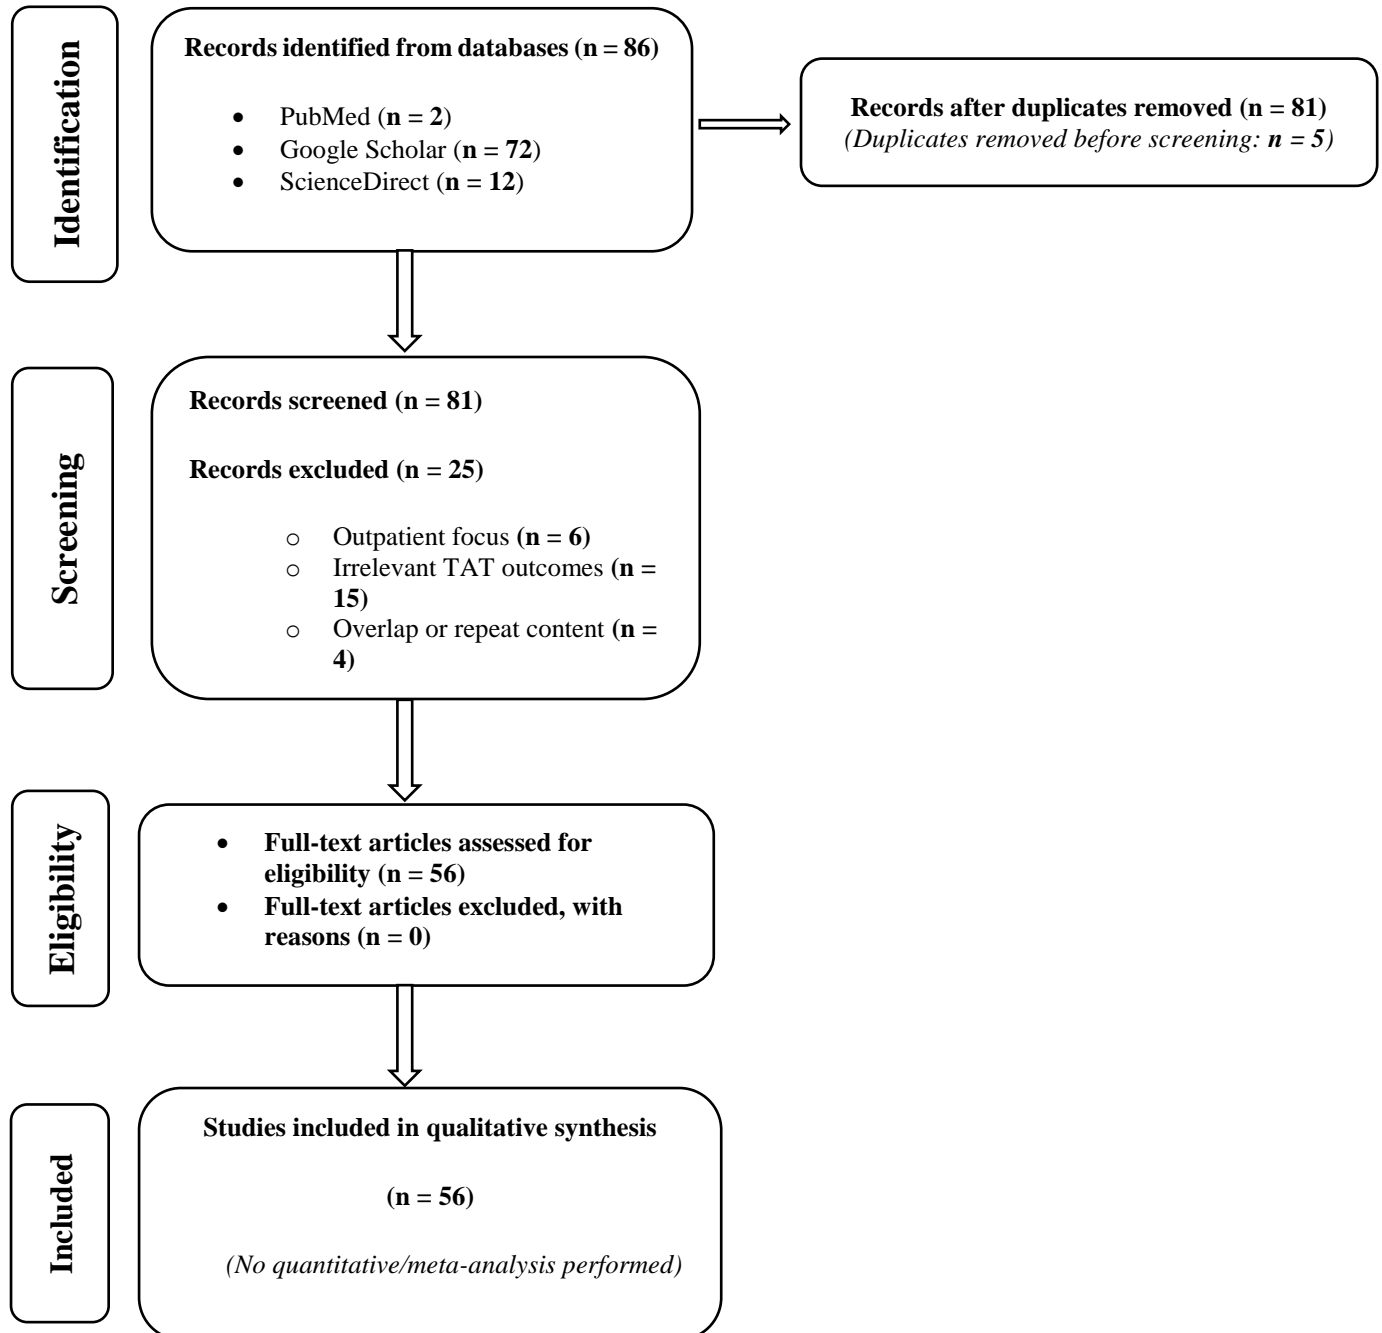 Identification
Records identified from databases (n = 86)
• PubMed (n = 2)
• Google Scholar (n = 72)
• ScienceDirect (n = 12)
Records after duplicates removed (n = 81)
(Duplicates removed before screening: n = 5)
Screening
Records screened (n = 81)
Records excluded (n = 25)
o Outpatient focus (n = 6)
o Irrelevant TAT outcomes (n =
15)
o Overlap or repeat content (n =
4)
Eligibility
• Full-text articles assessed for
eligibility (n = 56)
• Full-text articles excluded, with
reasons (n = 0)
Included
Studies included in qualitative synthesis
(n = 56)
(No quantitative/meta-analysis performed)